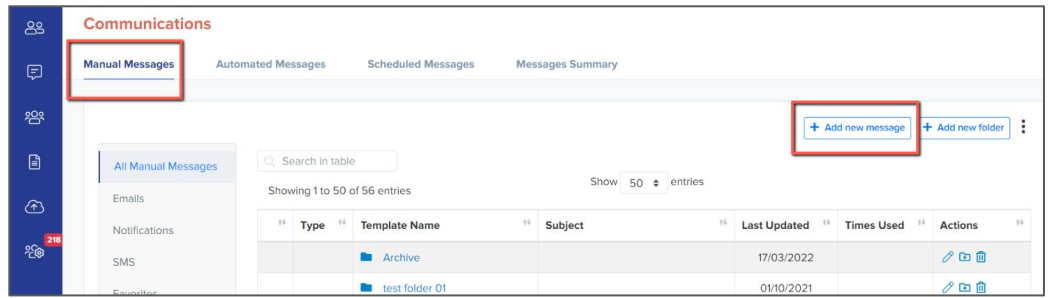 Communications
Manual Messages Automated Messages Scheduled Messages Messages Summary
+ Add new message + Add new folder
All Manual Messages
Search in table
Showing 1 to 50 of 56 entries
Show 50 entries
Emails
Notifications
SMS
Favorites
Type Template Name Subject Last Updated Times Used Actions
Archive 17/03/2022
test folder 01 01/10/2021
218